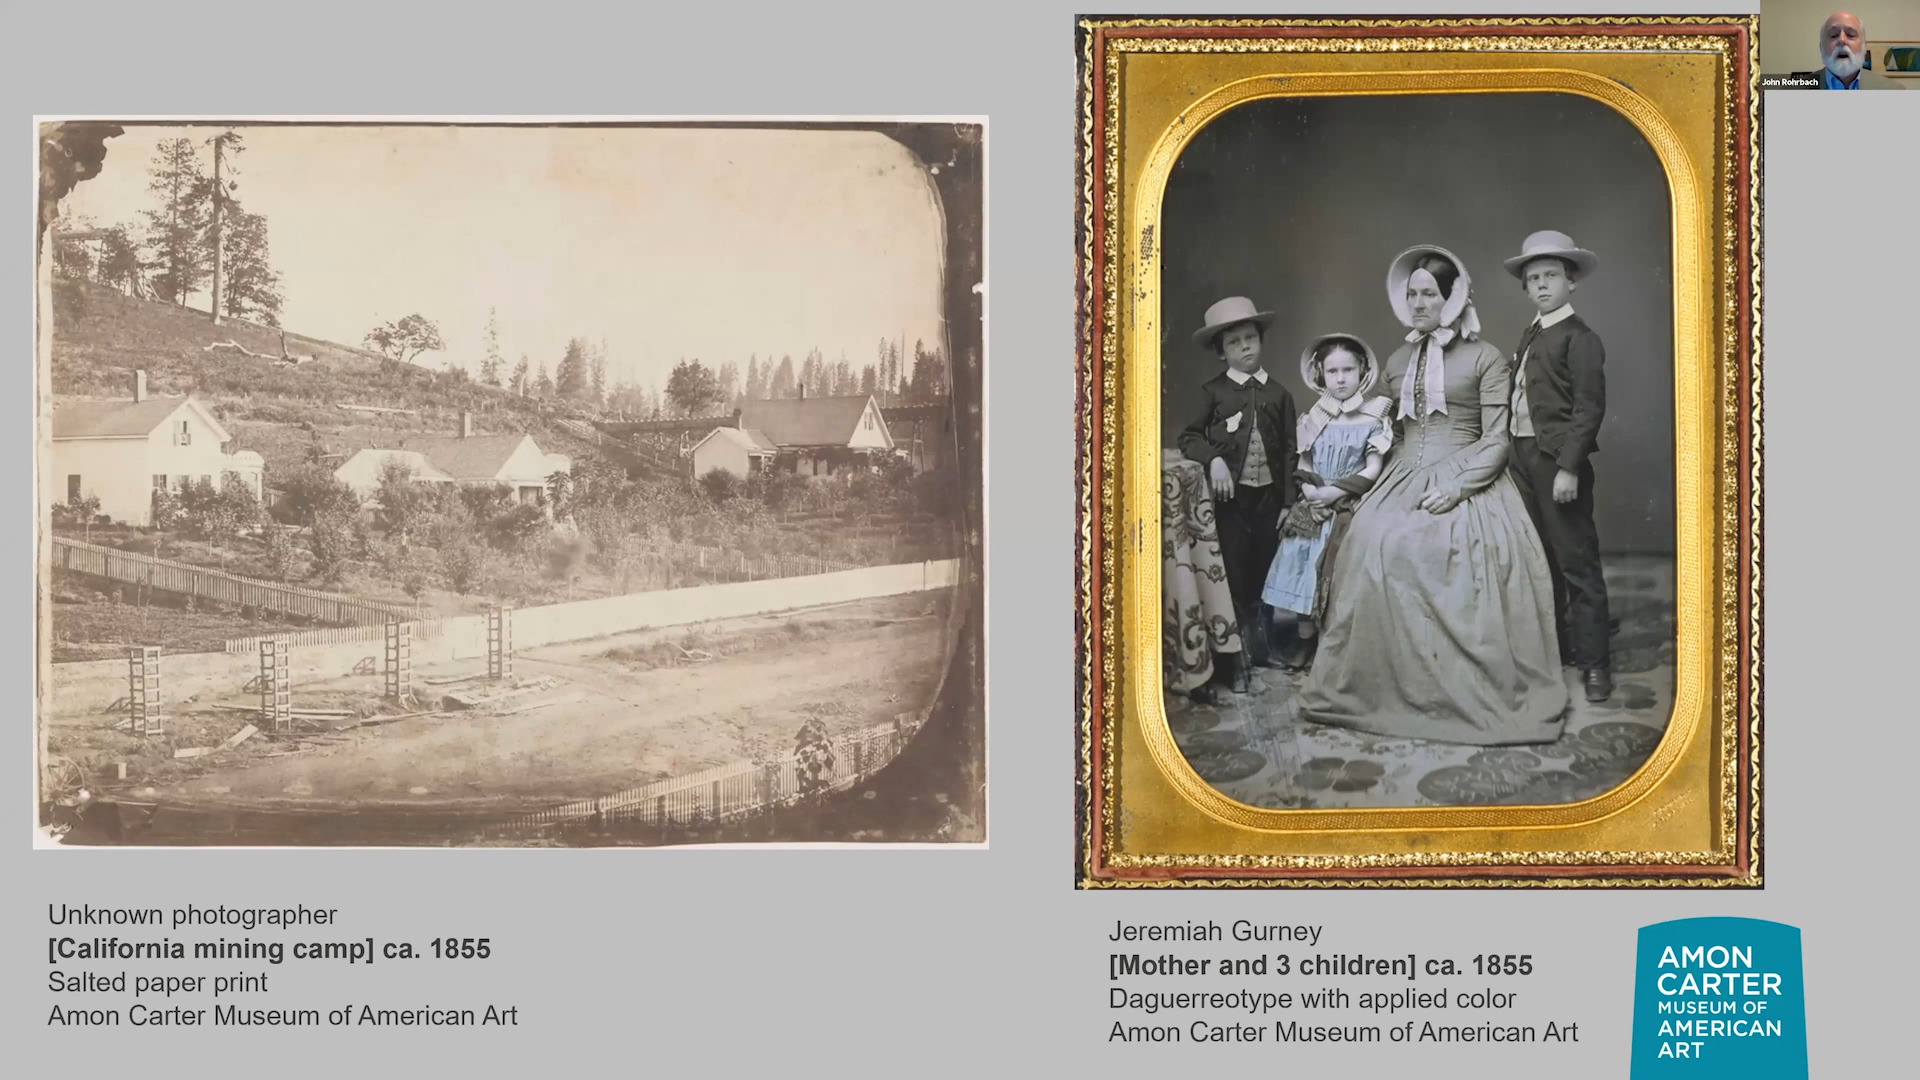 John Rohrbach
Unknown photographer
[California mining camp] ca. 1855
Salted paper print
Amon Carter Museum of American Art
Jeremiah Gurney
[Mother and 3 children] ca. 1855
Daguerreotype with applied color
Amon Carter Museum of American Art
AMON
CARTER
MUSEUM OF
AMERICAN
ART